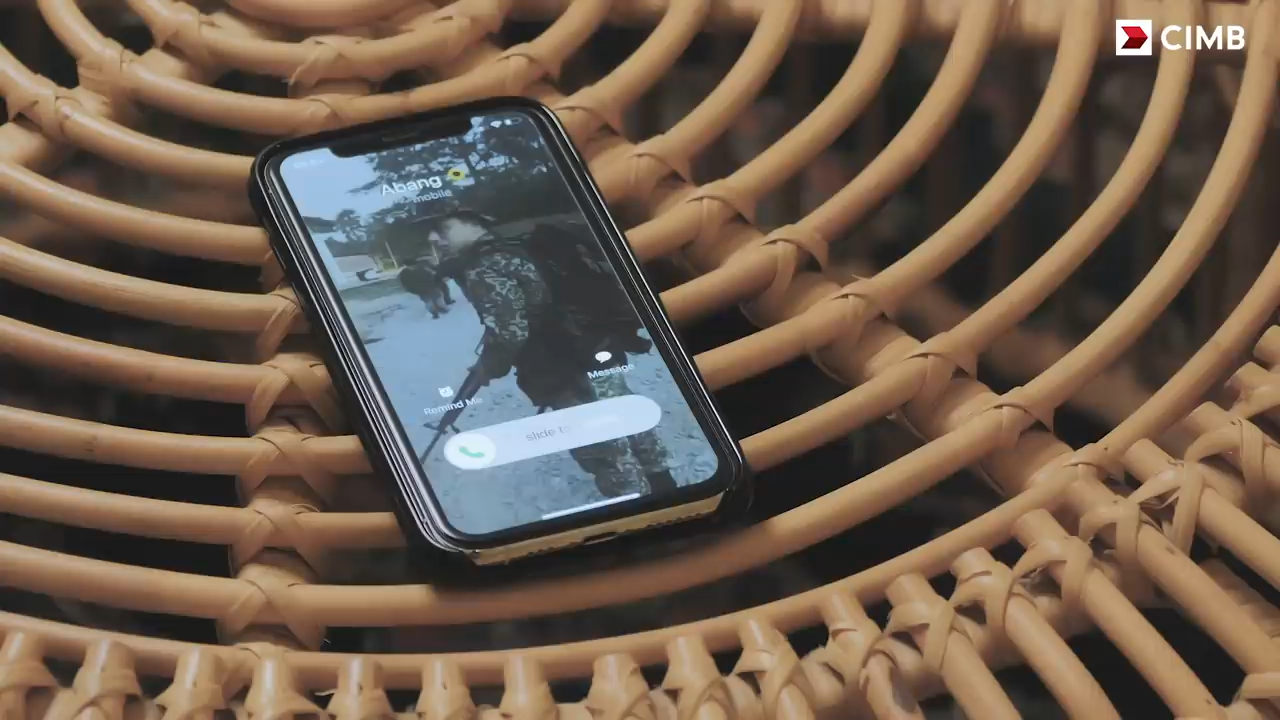 CIMB
Abang
mobile
Message
Remind Me
slide to